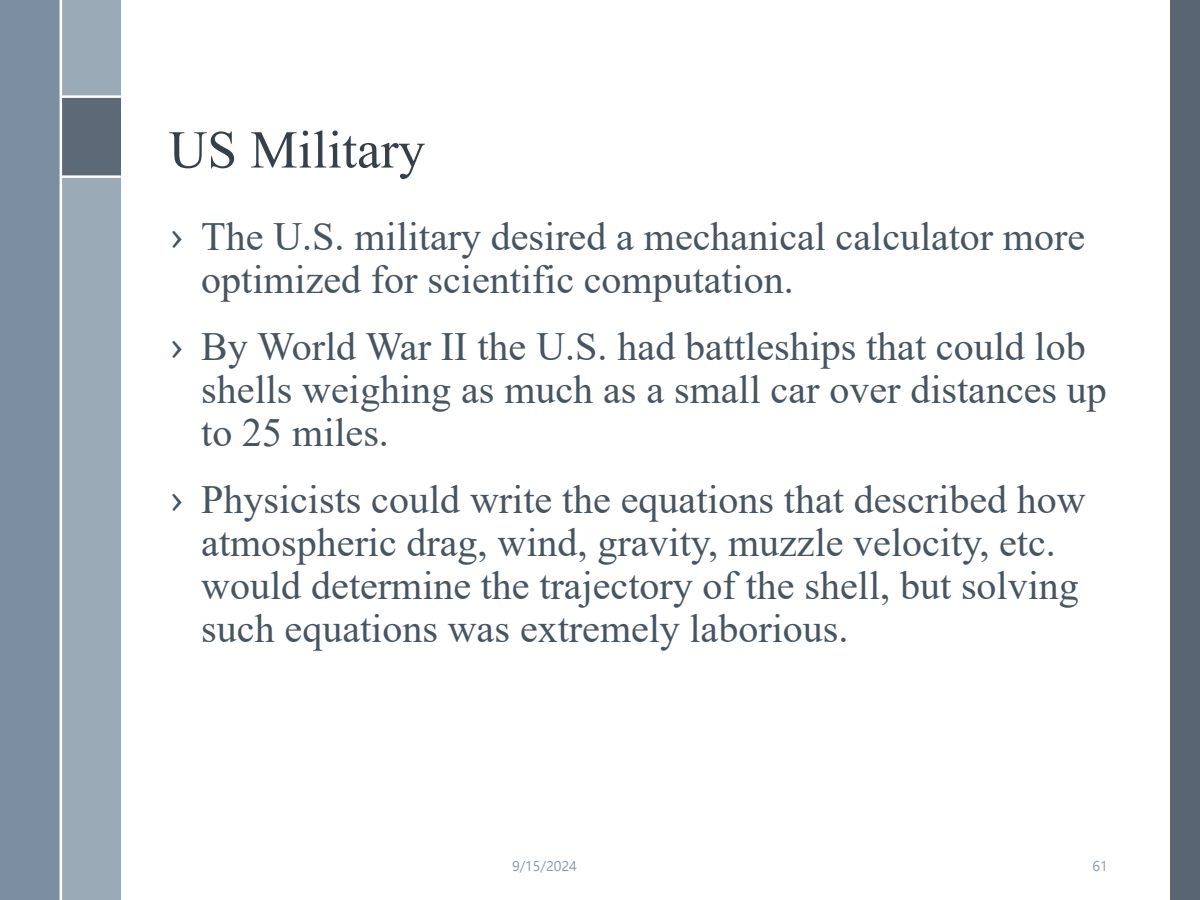 US Military
› The U.S. military desired a mechanical calculator more
optimized for scientific computation.
› By World War II the U.S. had battleships that could lob
shells weighing as much as a small car over distances up
to 25 miles.
› Physicists could write the equations that described how
atmospheric drag, wind, gravity, muzzle velocity, etc.
would determine the trajectory of the shell, but solving
such equations was extremely laborious.
9/15/2024
61